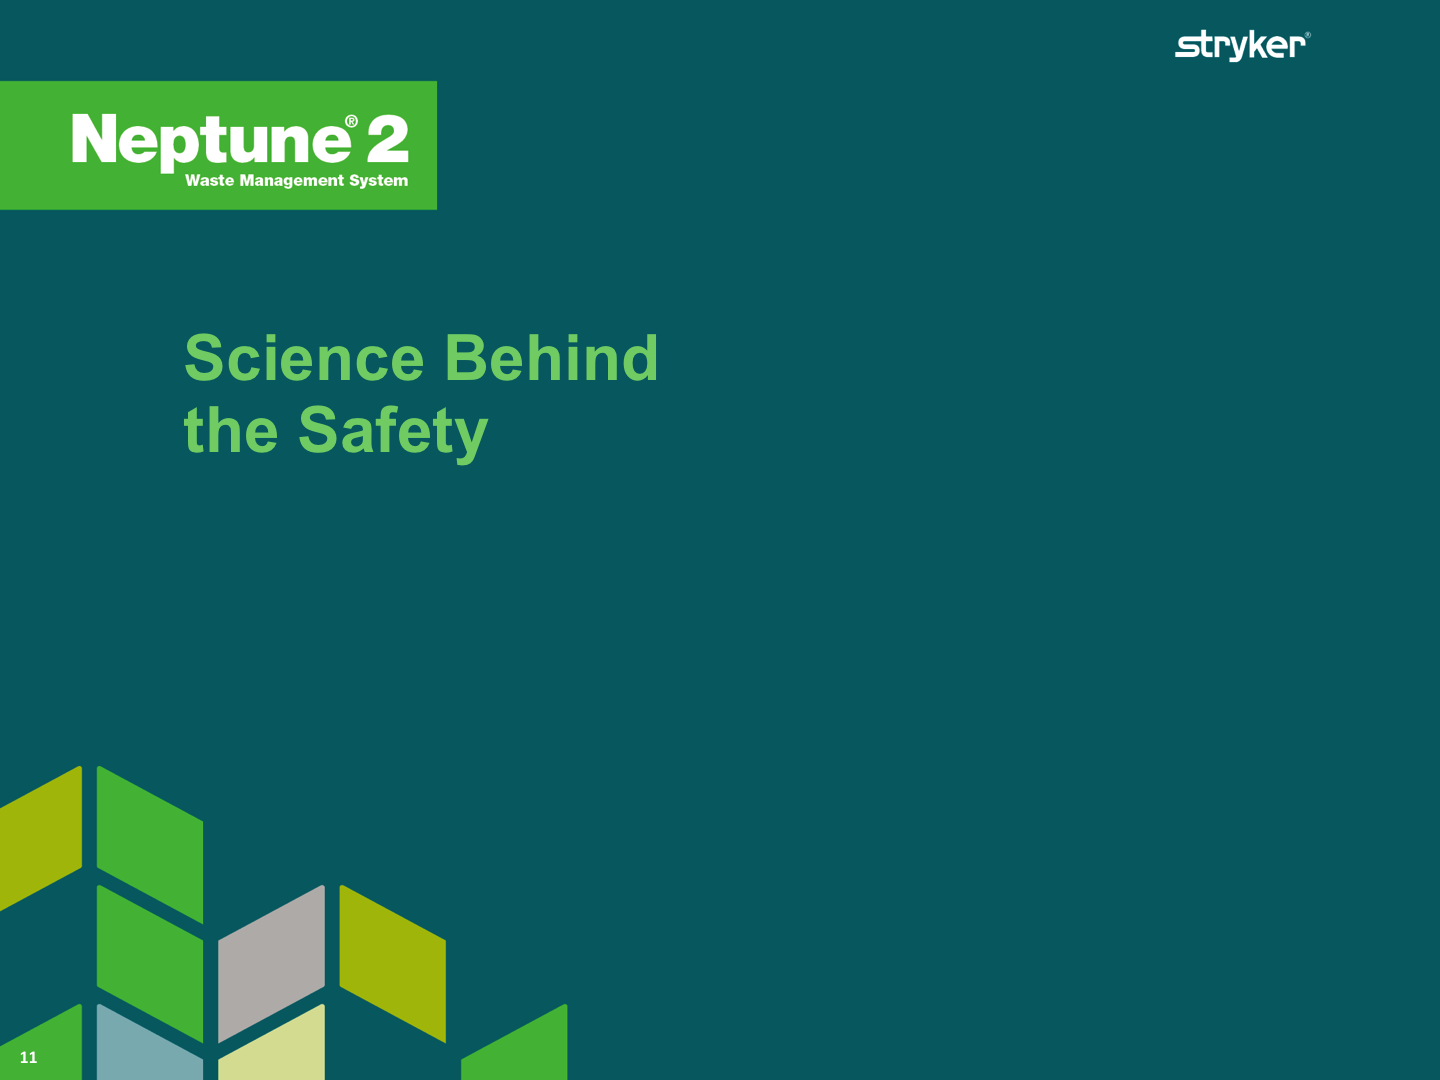 stryker®
Neptune® 2
Waste Management System
Science Behind
the Safety
11